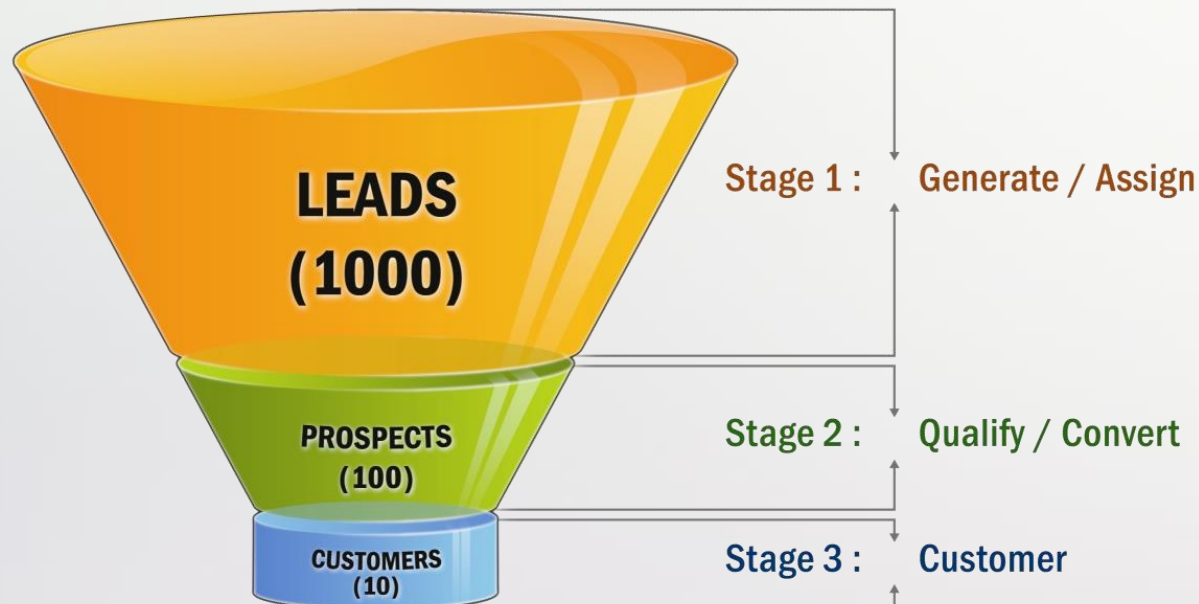 LEADS
(1000)
Stage 1 : Generate / Assign
PROSPECTS
(100)
Stage 2 : Qualify / Convert
CUSTOMERS
(10)
Stage 3 : Customer